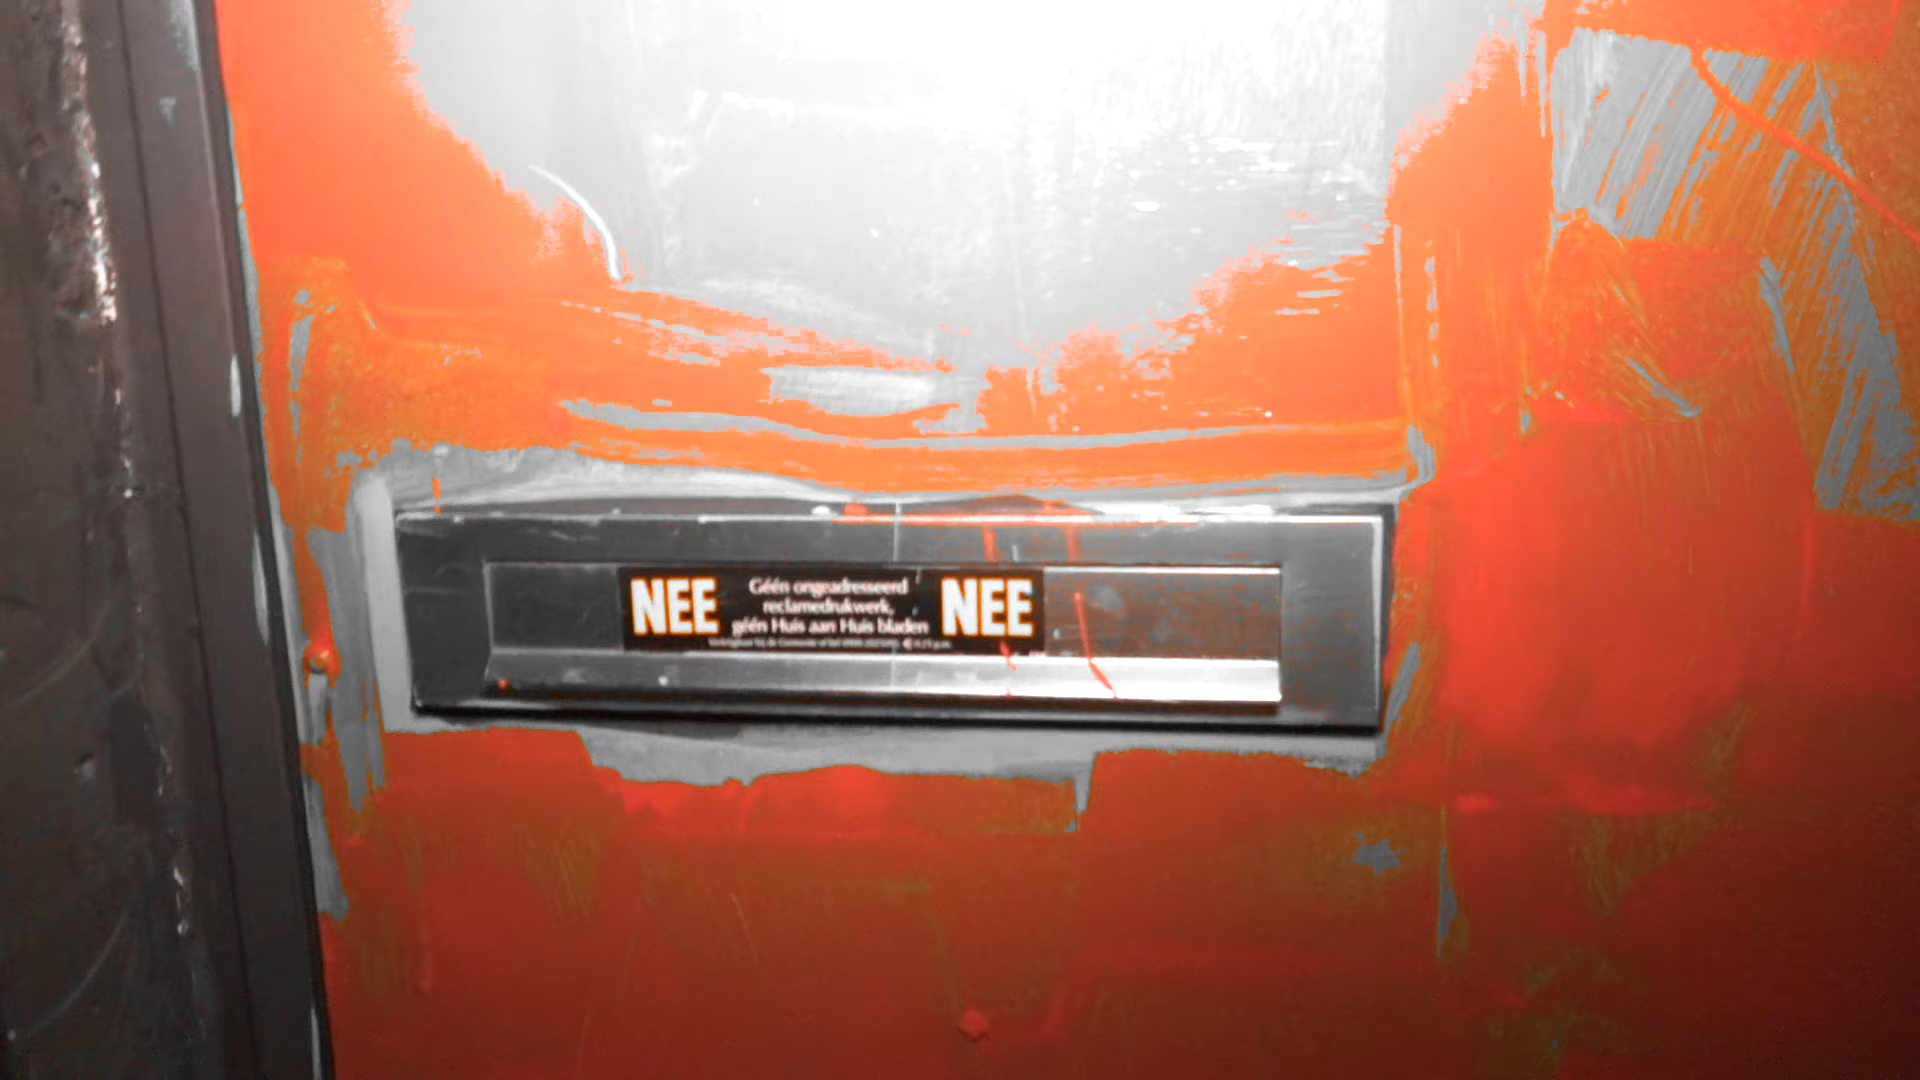 NEE Géén ongeadresseerd NEE
reclamedrukwerk,
géén Huis aan Huis bladen